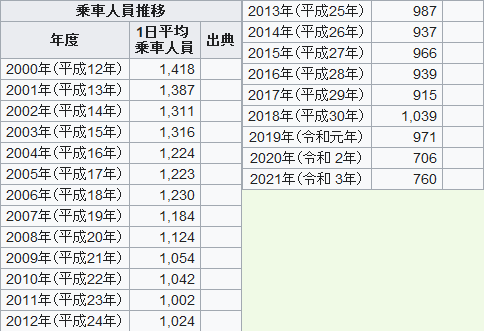 乗車人員推移
年度 1日平均 乗車人員 出典
2000年(平成12年) 1,418
2001年(平成13年) 1,387
2002年(平成14年) 1,311
2003年(平成15年) 1,316
2004年(平成16年) 1,224
2005年(平成17年) 1,223
2006年(平成18年) 1,230
2007年(平成19年) 1,184
2008年(平成20年) 1,124
2009年(平成21年) 1,054
2010年(平成22年) 1,042
2011年(平成23年) 1,002
2012年(平成24年) 1,024
2013年(平成25年) 987
2014年(平成26年) 937
2015年(平成27年) 966
2016年(平成28年) 939
2017年(平成29年) 915
2018年(平成30年) 1,039
2019年(令和元年) 971
2020年(令和 2年) 706
2021年(令和 3年) 760